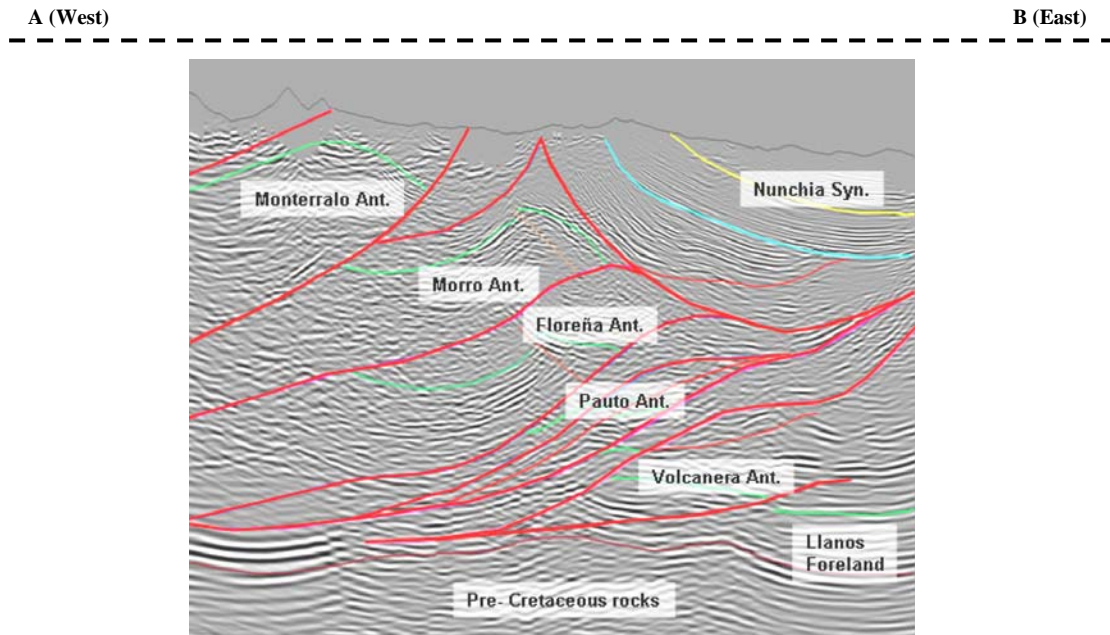 A (West)
B (East)
Nunchia Syn.
Monterralo Ant.
Morro Ant.
Floreña Ant.
Pauto Ant.
Volcanera Ant.
Llanos
Foreland
Pre- Cretaceous rocks